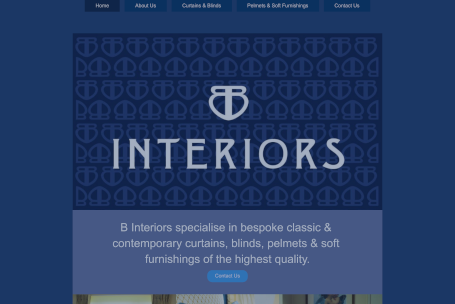 Home About Us Curtains & Blinds Pelmets & Soft Furnishings Contact Us
B
INTERIORS
B Interiors specialise in bespoke classic &
contemporary curtains, blinds, pelmets & soft
furnishings of the highest quality.
Contact Us